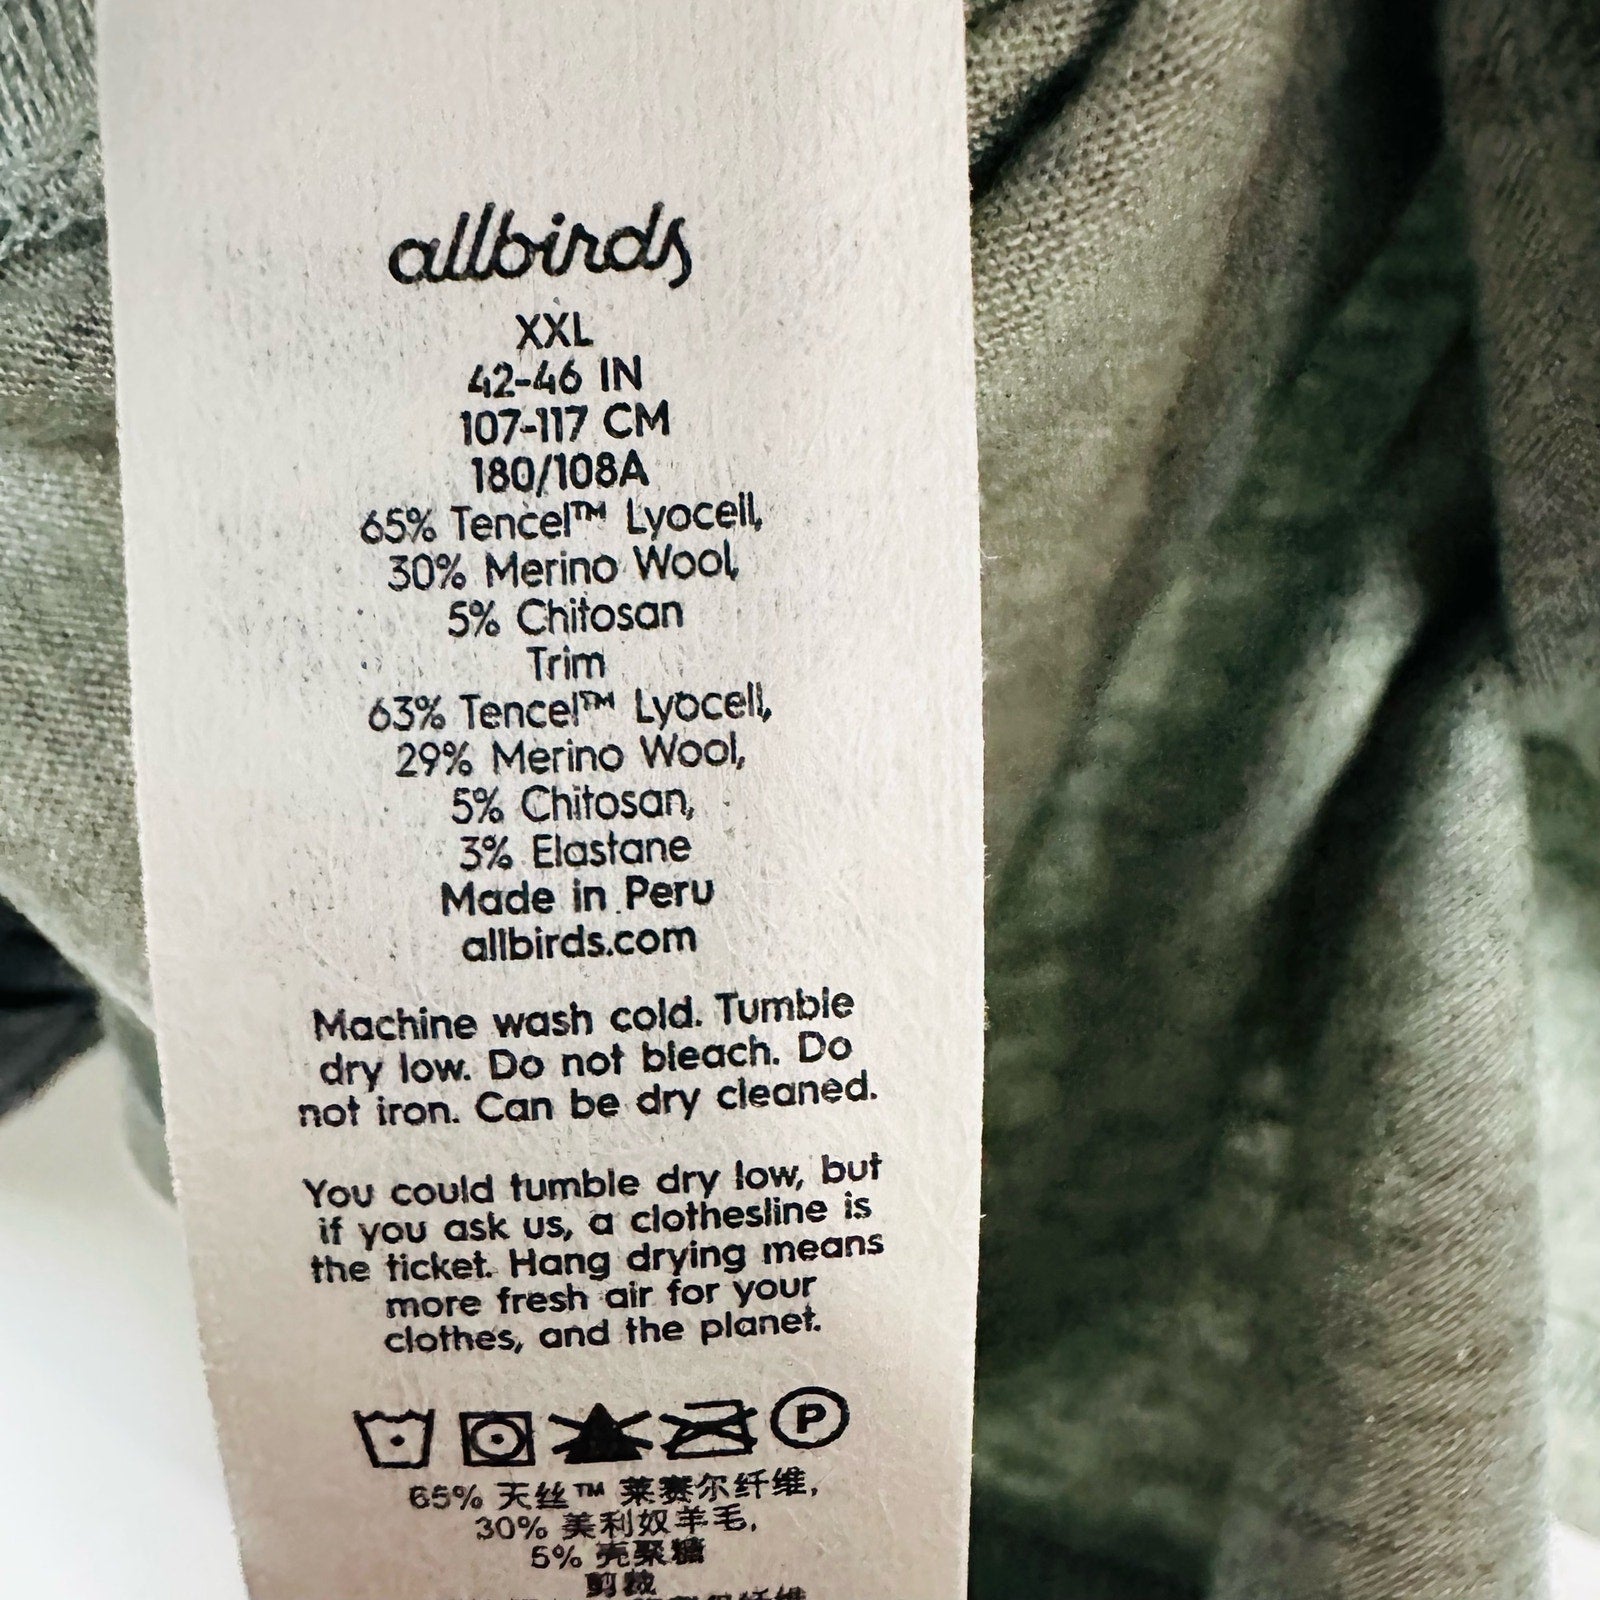 allbirds
XXL
42-46 IN
107-117 CM
180/108A
65% Tencel™ Lyocell,
30% Merino Wool,
5% Chitosan
Trim
63% Tencel™ Lyocell,
29% Merino Wool,
5% Chitosan,
3% Elastane
Made in Peru
allbirds.com
Machine wash cold. Tumble
dry low. Do not bleach. Do
not iron. Can be dry cleaned.
You could tumble dry low, but
if you ask us, a clothesline is
the ticket. Hang drying means
more fresh air for your
clothes, and the planet.
P
65% 天丝™ 莱赛尔纤维,
30% 美利奴羊毛,
5% 壳聚糖
剪裁